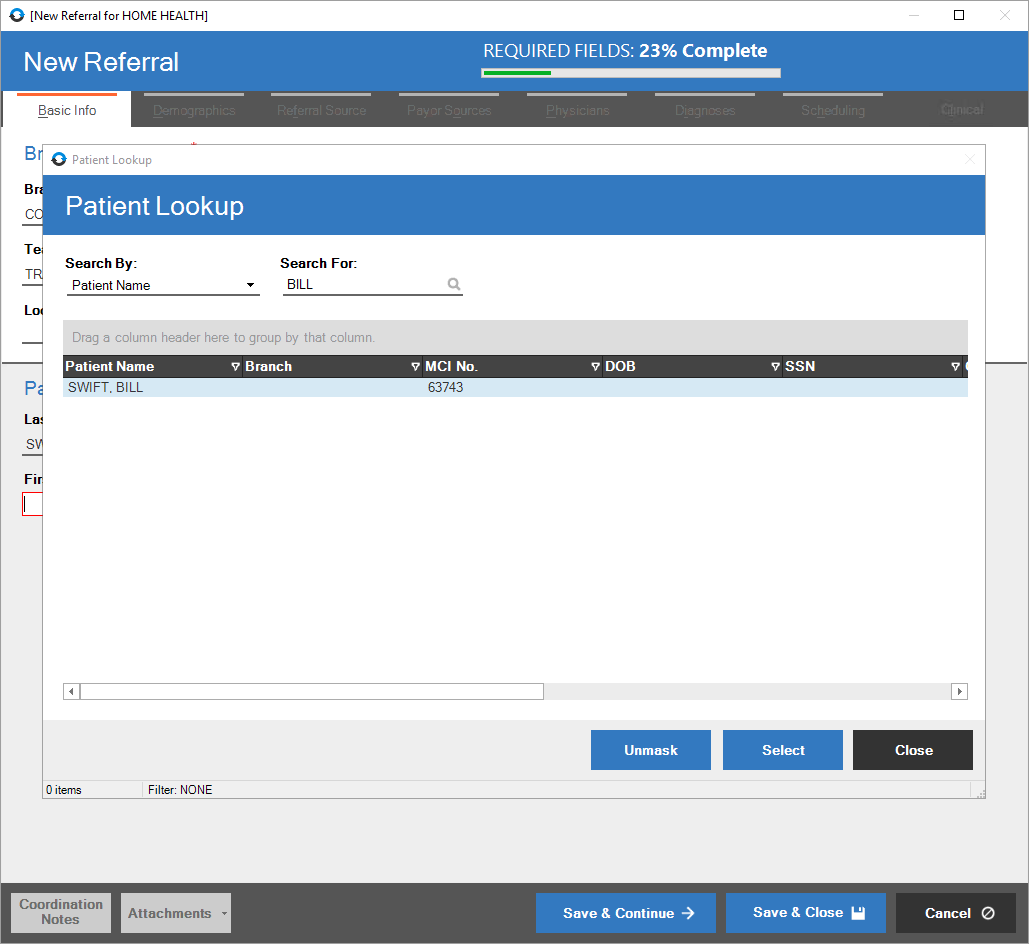 [New Referral for HOME HEALTH]
New Referral
REQUIRED FIELDS: 23% Complete
Basic Info
Demographics
Referral Source
Payor Sources
Physicians
Diagnoses
Scheduling
Clinical
Br
*
Patient Lookup
Bra
CO
Patient Lookup
Tea
TR
Search By:
Search For:
Patient Name
BILL
Loc
Drag a column header here to group by that column.
Patient Name Branch MCI No. DOB SSN
SWIFT, BILL 63743
Pa
Las
SW
Fir
Unmask
Select
Close
0 items
Filter: NONE
Coordination
Notes
Attachments
Save & Continue
Save & Close
Cancel